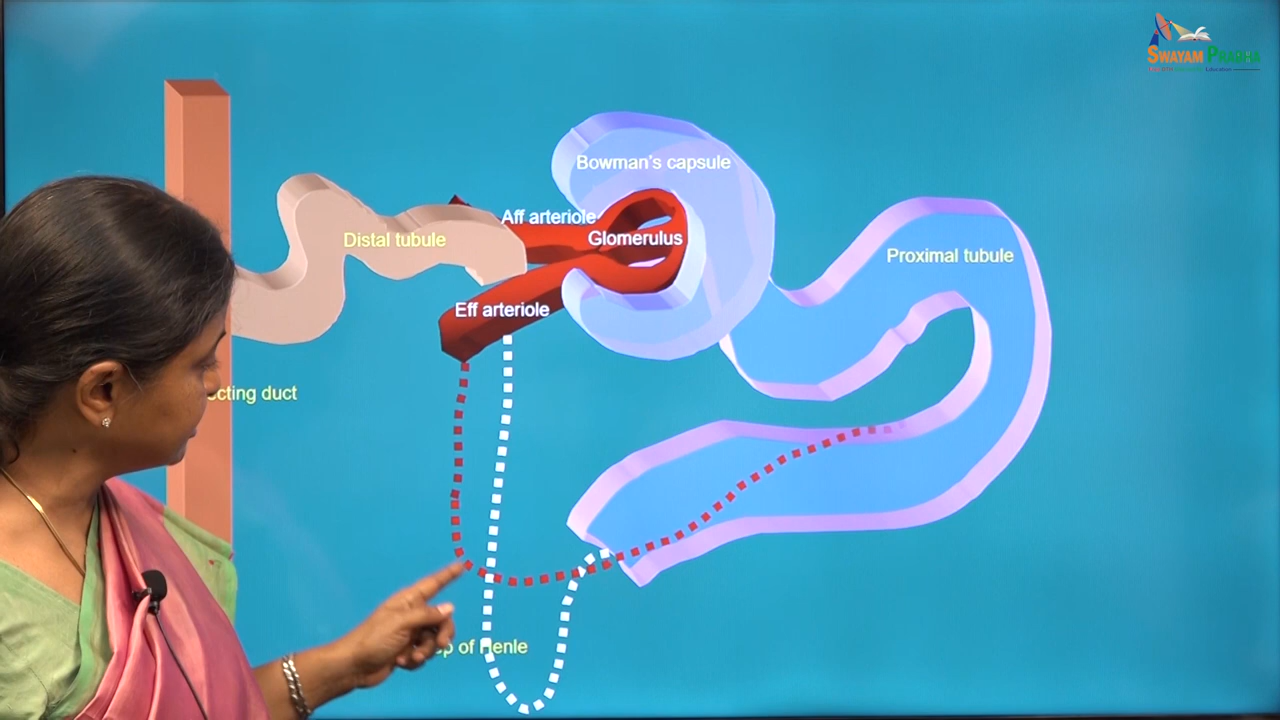 SWAYAM PRABHA
Bowman's capsule
Aff arteriole
Distal tubule
Glomerulus
Proximal tubule
Eff arteriole
cting duct
p of Henle